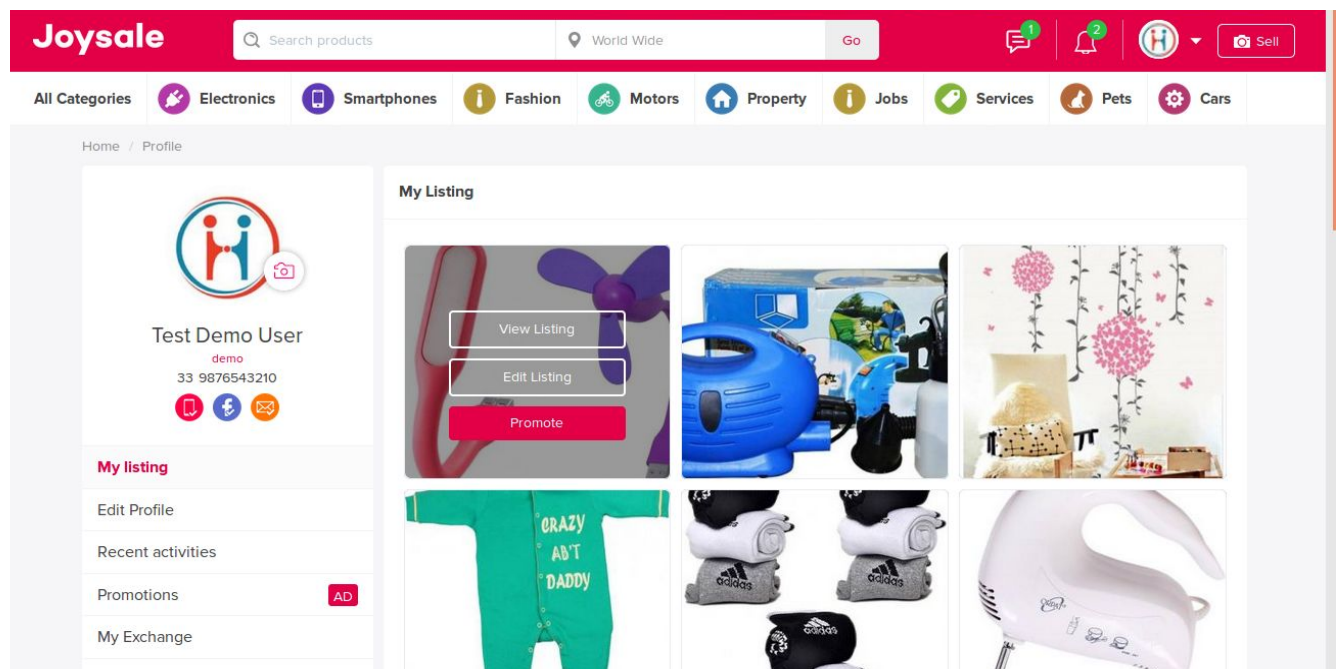 Joysale
Search products
World Wide
Go
1
2
Sell
All Categories
Electronics
Smartphones
Fashion
Motors
Property
Jobs
Services
Pets
Cars
Home / Profile
My Listing
Test Demo User
demo
33 9876543210
My listing
Edit Profile
Recent activities
Promotions
AD
My Exchange
View Listing
Edit Listing
Promote
CRAZY
AB'T
DADDY
adidas
adidas
adidas